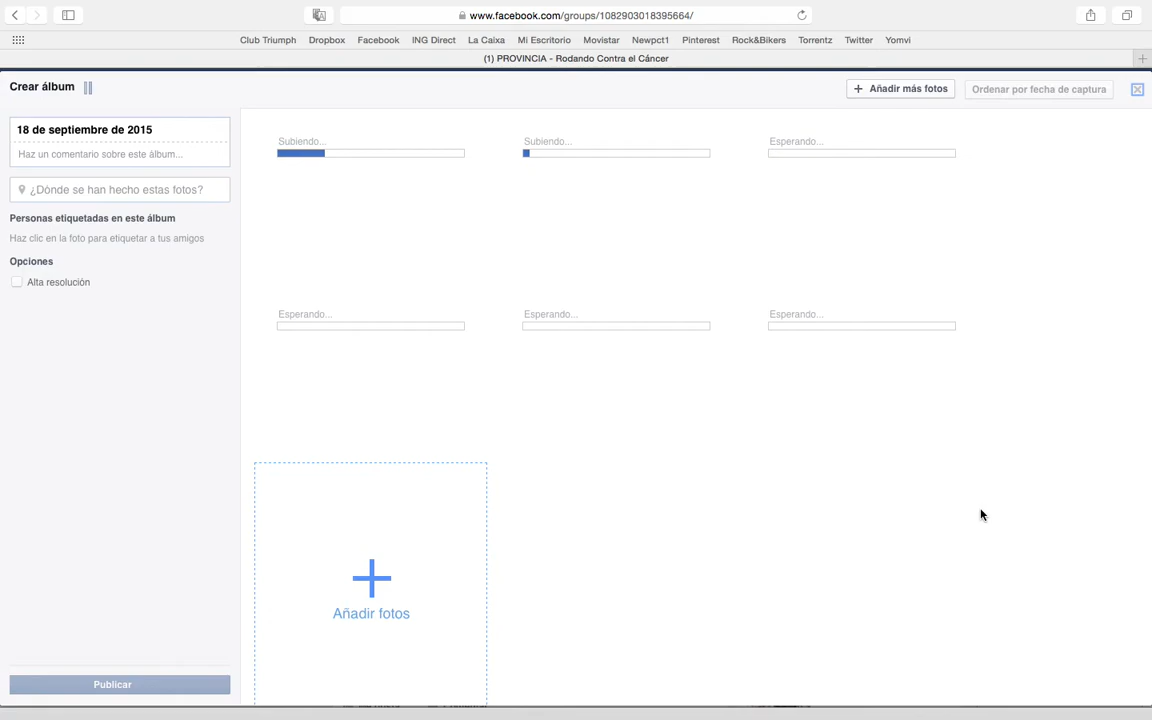 www.facebook.com/groups/1082903018395664/
Club Triumph Dropbox Facebook ING Direct La Caixa Mi Escritorio Movistar Newpct1 Pinterest Rock&Bikers Torrentz Twitter Yomvi
(1) PROVINCIA - Rodando Contra el Cáncer
Crear álbum
+ Añadir más fotos
Ordenar por fecha de captura
18 de septiembre de 2015
Haz un comentario sobre este álbum...
¿Dónde se han hecho estas fotos?
Personas etiquetadas en este álbum
Haz clic en la foto para etiquetar a tus amigos
Opciones
Alta resolución
Subiendo... Subiendo... Esperando...
Esperando... Esperando... Esperando...
Añadir fotos
Publicar